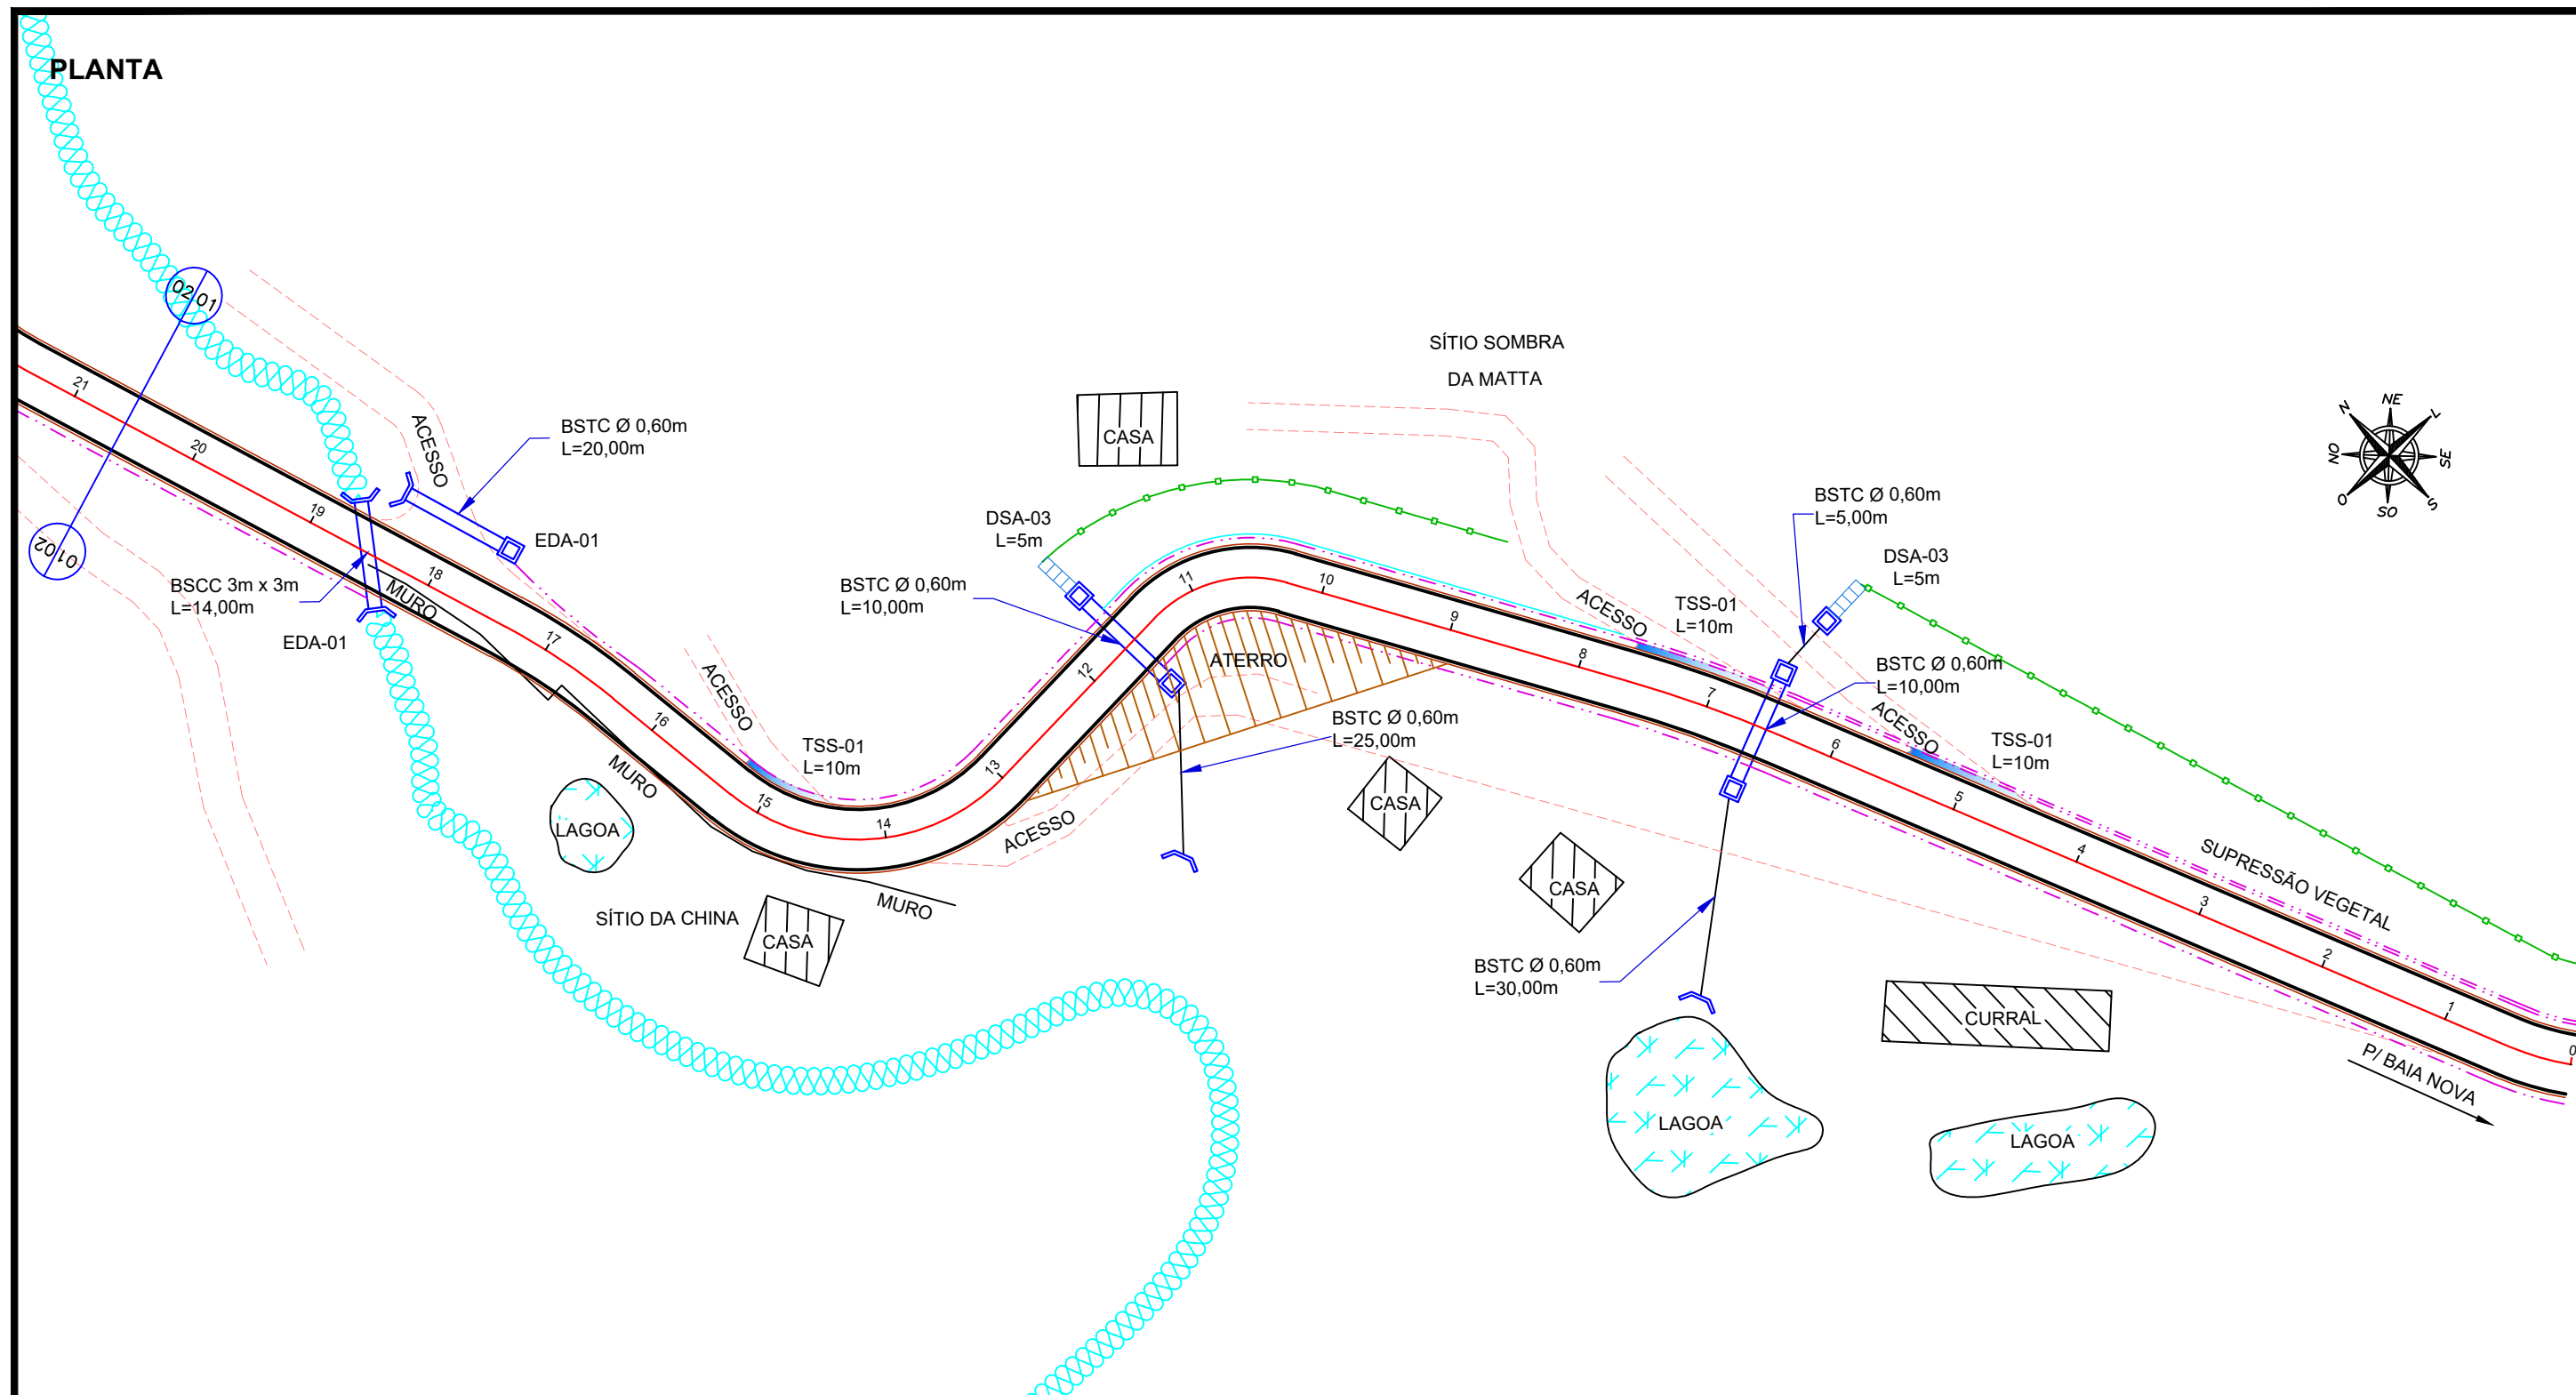 PLANTA
02
01
01
02
21
20
19
18
17
16
15
14
13
12
11
10
9
8
7
6
5
4
3
2
1
0
ACESSO
BSTC Ø 0,60m
L=20,00m
EDA-01
BSCC 3m x 3m
L=14,00m
EDA-01
MURO
ACESSO
TSS-01
L=10m
MURO
LAGOA
SÍTIO DA CHINA
CASA
MURO
DSA-03
L=5m
BSTC Ø 0,60m
L=10,00m
CASA
SÍTIO SOMBRA
DA MATTA
ATERRO
BSTC Ø 0,60m
L=25,00m
ACESSO
CASA
CASA
ACESSO
TSS-01
L=10m
BSTC Ø 0,60m
L=5,00m
DSA-03
L=5m
BSTC Ø 0,60m
L=10,00m
ACESSO
TSS-01
L=10m
BSTC Ø 0,60m
L=30,00m
SUPRESSÃO VEGETAL
CURRAL
LAGOA
LAGOA
P/ BAIA NOVA
N
NE
L
SE
S
SO
O
NO